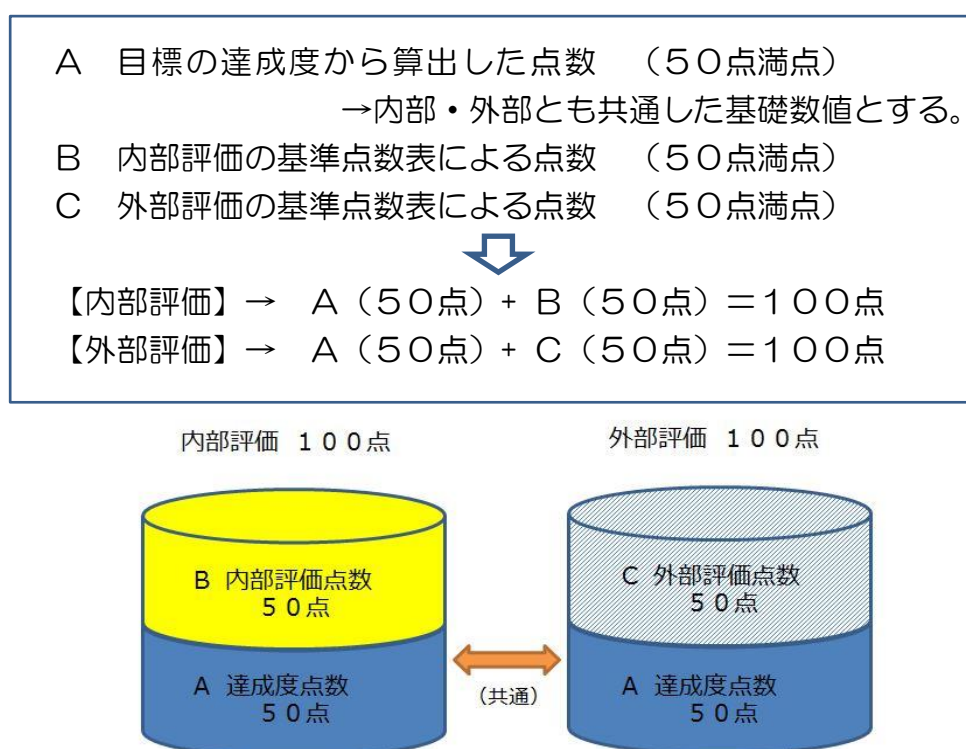 A　目標の達成度から算出した点数　（５０点満点）
→内部・外部とも共通した基礎数値とする。
B　内部評価の基準点数表による点数　（５０点満点）
C　外部評価の基準点数表による点数　（５０点満点）
【内部評価】→　A（５０点）+ B（５０点）＝１００点
【外部評価】→　A（５０点）+ C（５０点）＝１００点
内部評価 １００点
外部評価 １００点
B 内部評価点数
５０点
C 外部評価点数
５０点
A 達成度点数
５０点
（共通）
A 達成度点数
５０点